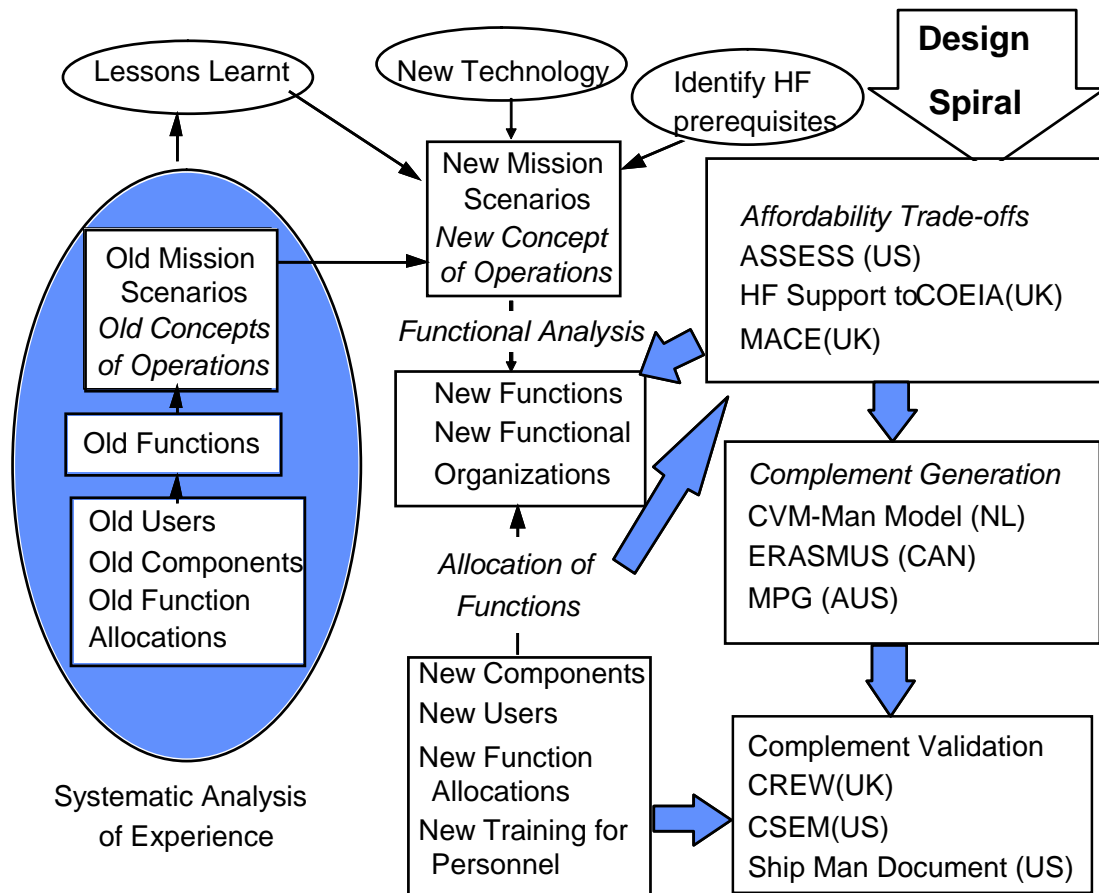 Lessons Learnt
New Technology
Identify HF
prerequisites
Design
Spiral
Old Mission
Scenarios
Old Concepts
of Operations
Old Functions
Old Users
Old Components
Old Function
Allocations
Systematic Analysis
of Experience
New Mission
Scenarios
New Concept
of Operations
Functional Analysis
New Functions
New Functional
Organizations
Allocation of
Functions
New Components
New Users
New Function
Allocations
New Training for
Personnel
Affordability Trade-offs
ASSESS (US)
HF Support toCOEIA(UK)
MACE(UK)
Complement Generation
CVM-Man Model (NL)
ERASMUS (CAN)
MPG (AUS)
Complement Validation
CREW(UK)
CSEM(US)
Ship Man Document (US)